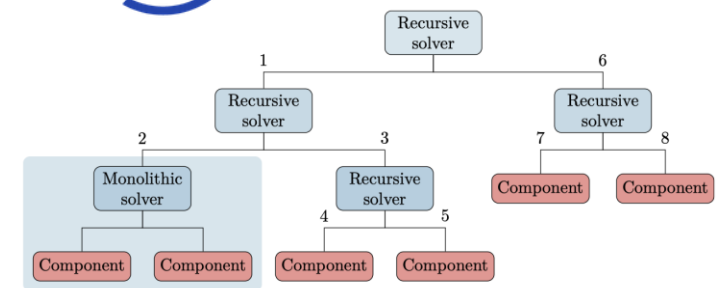 Recursive
solver
1
6
Recursive
solver
Recursive
solver
2
3
7
8
Monolithic
solver
Recursive
solver
Component
Component
4
5
Component
Component
Component
Component